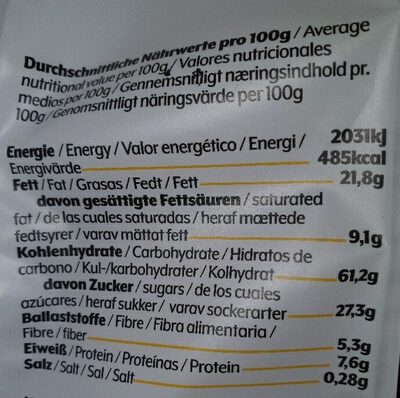 Durchschnittliche Nährwerte pro 100g / Average
nutritional value per 100g / Valores nutricionales
medios por 100g / Gennemsnitligt næringsindhold pr.
100g / Genomsnittligt näringsvärde per 100g
Energie / Energy / Valor energético / Energi / 2031kJ
Energivärde 485kcal
Fett / Fat / Grasas / Fedt / Fett 21,8g
davon gesättigte Fettsäuren / saturated
fat / de las cuales saturadas / heraf mættede
fedtsyrer / varav mättat fett 9,1g
Kohlenhydrate / Carbohydrate / Hidratos de
carbono / Kul-/karbohydrater / Kolhydrat 61,2g
davon Zucker / sugars / de los cuales
azúcares / heraf sukker / varav sockerarter 27,3g
Ballaststoffe / Fibre / Fibra alimentaria /
Fibre / fiber 5,3g
Eiweiß / Protein / Proteínas / Protein 7,6g
Salz / Salt / Sal / Salt 0,28g